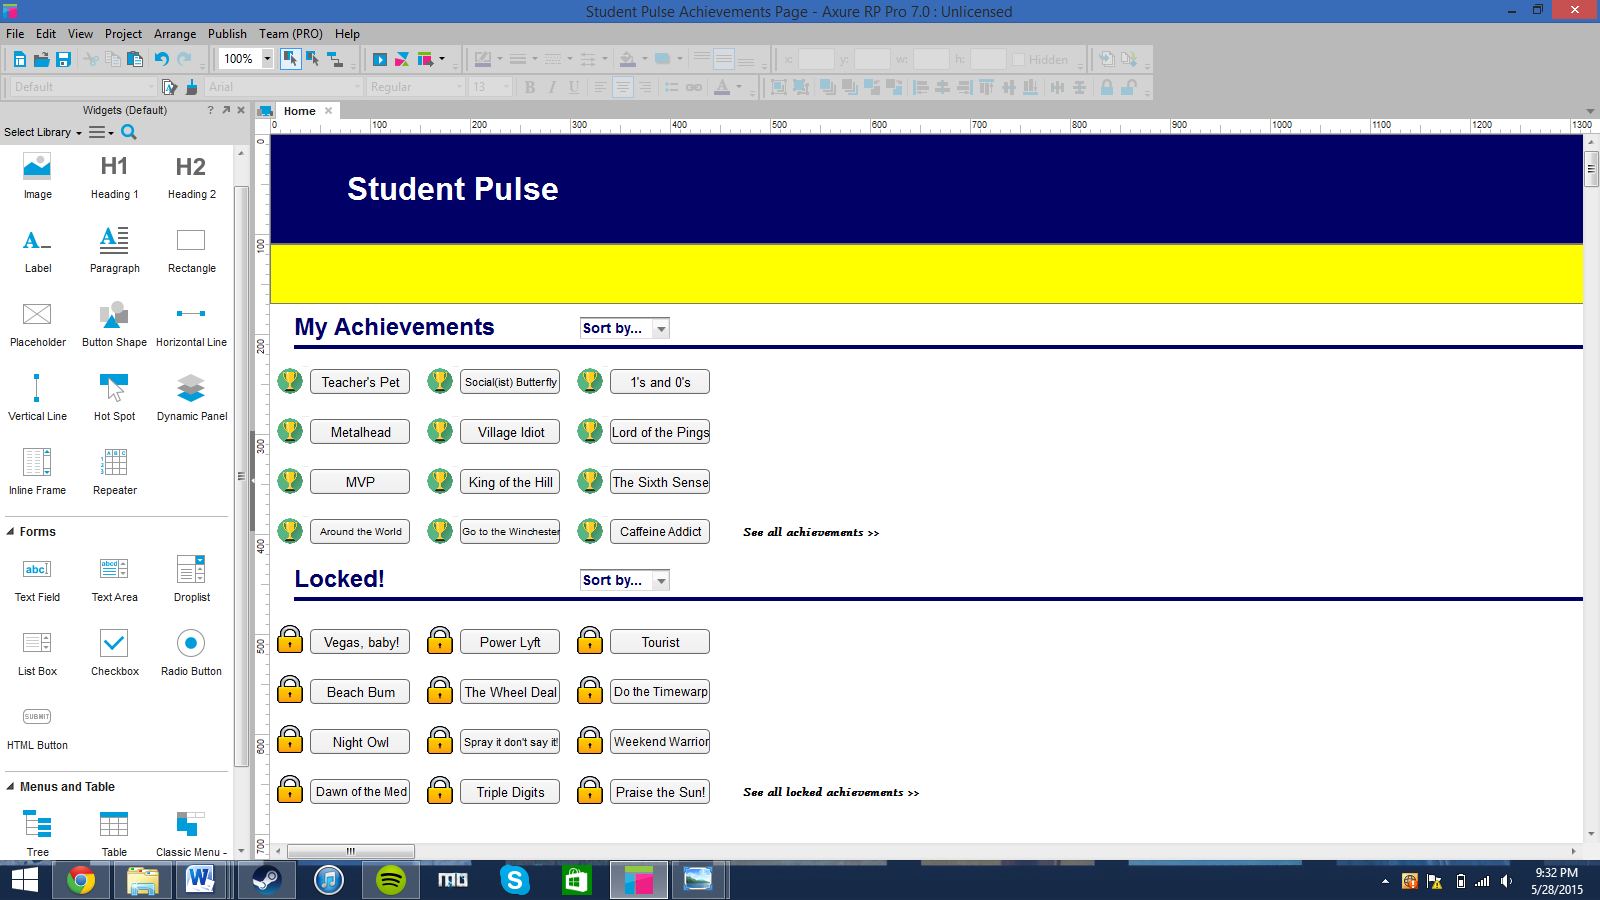 Student Pulse Achievements Page - Axure RP Pro 7.0 : Unlicensed
File Edit View Project Arrange Publish Team (PRO) Help
100% x: y: w: h: Hidden
Default Arial Regular 13 B I U A
Widgets (Default) ? Home
Select Library
0 100 200 300 400 500 600 700 800 900 1000 1100 1200 1300
0
100
200
300
400
500
600
700
H1 H2
Image Heading 1 Heading 2
Label Paragraph Rectangle
Placeholder Button Shape Horizontal Line
Vertical Line Hot Spot Dynamic Panel
Inline Frame Repeater
Forms
Text Field Text Area Droplist
List Box Checkbox Radio Button
SUBMIT
HTML Button
Menus and Table
Tree Table Classic Menu -
Student Pulse
My Achievements Sort by...
Teacher's Pet Social(ist) Butterfly 1's and 0's
Metalhead Village Idiot Lord of the Pings
MVP King of the Hill The Sixth Sense
Around the World Go to the Winchester Caffeine Addict See all achievements >>
Locked! Sort by...
Vegas, baby! Power Lyft Tourist
Beach Bum The Wheel Deal Do the Timewarp
Night Owl Spray it don't say it! Weekend Warrior
Dawn of the Med Triple Digits Praise the Sun! See all locked achievements >>
9:32 PM
5/28/2015